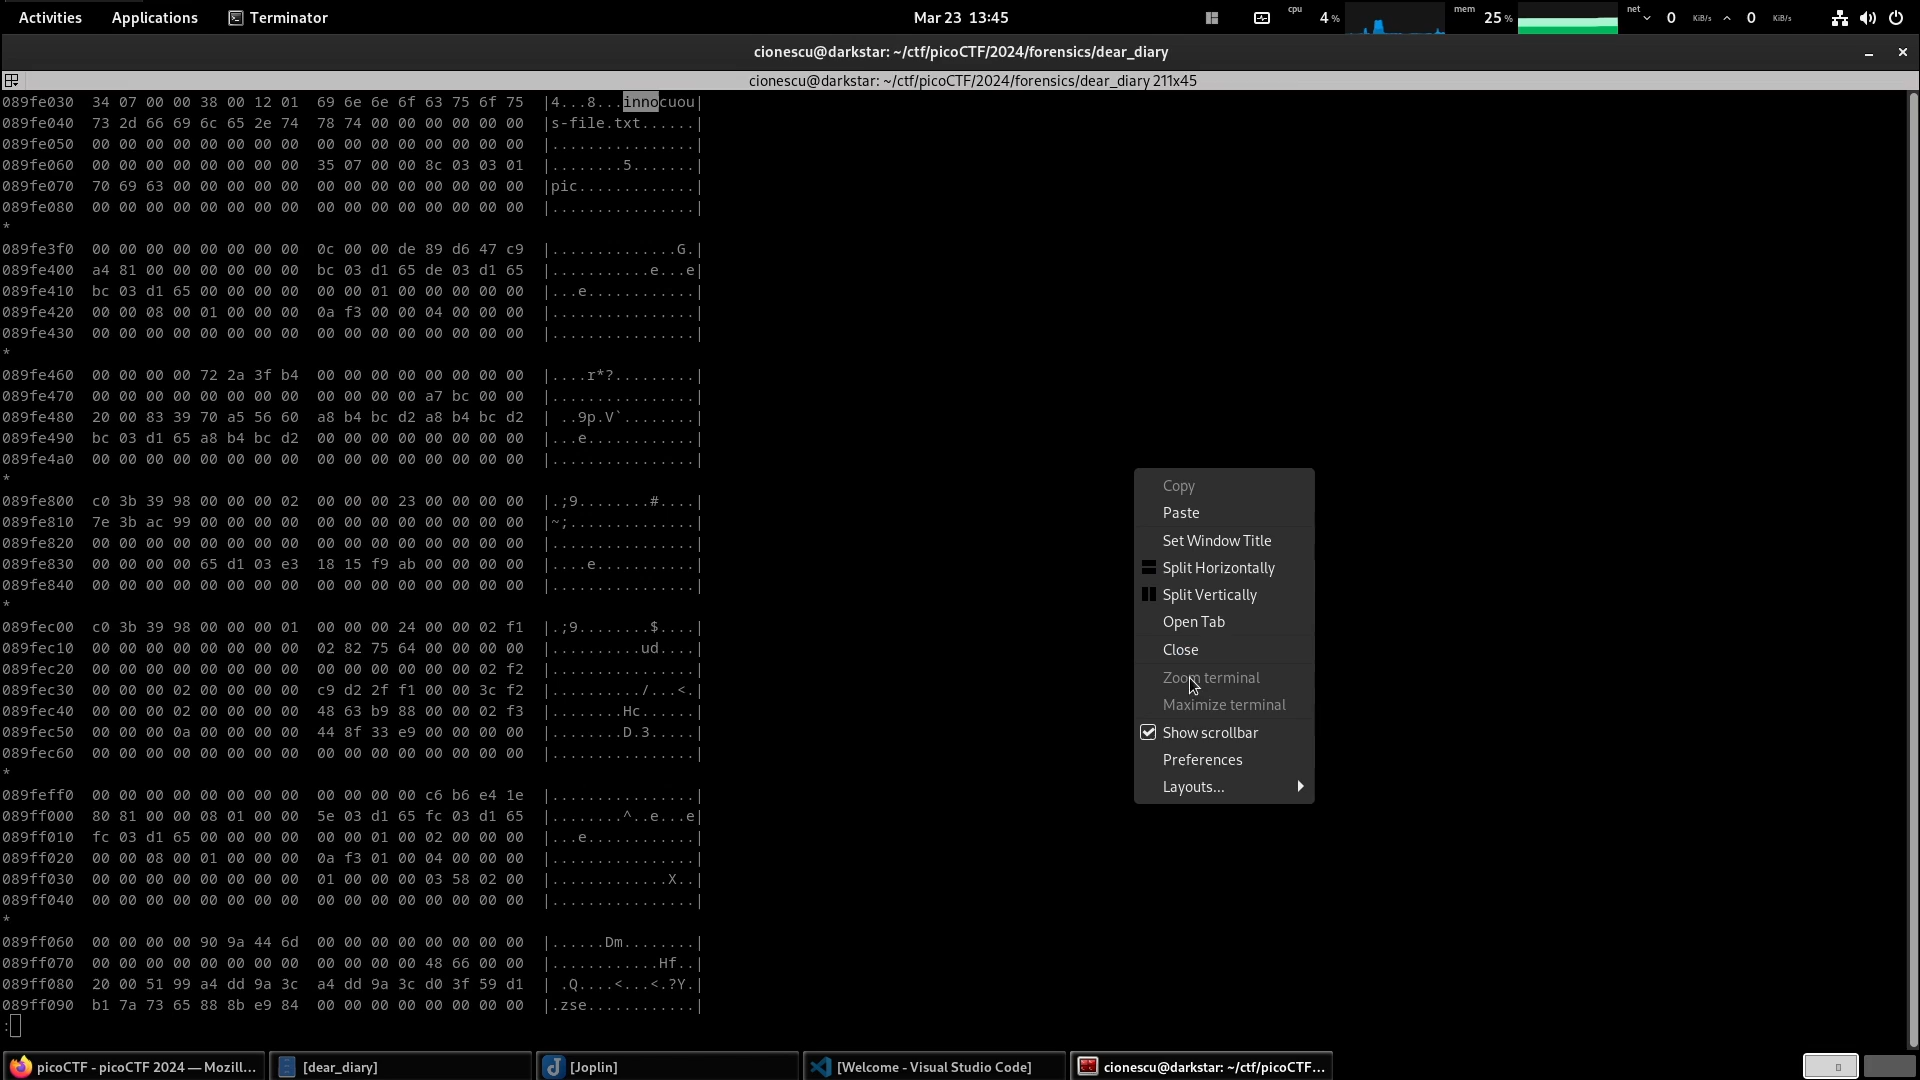 Activities Applications Terminator Mar 23 13:45 cpu 4 % mem 25 % net 0 KiB/s 0 KiB/s
cionescu@darkstar: ~/ctf/picoCTF/2024/forensics/dear_diary
cionescu@darkstar: ~/ctf/picoCTF/2024/forensics/dear_diary 211x45
089fe030  34 07 00 00 38 00 12 01  69 6e 6e 6f 63 75 6f 75  |4...8...innocuou|
089fe040  73 2d 66 69 6c 65 2e 74  78 74 00 00 00 00 00 00  |s-file.txt......|
089fe050  00 00 00 00 00 00 00 00  00 00 00 00 00 00 00 00  |................|
089fe060  00 00 00 00 00 00 00 00  35 07 00 00 8c 03 03 01  |........5.......|
089fe070  70 69 63 00 00 00 00 00  00 00 00 00 00 00 00 00  |pic.............|
089fe080  00 00 00 00 00 00 00 00  00 00 00 00 00 00 00 00  |................|
*
089fe3f0  00 00 00 00 00 00 00 00  0c 00 00 de 89 d6 47 c9  |..............G.|
089fe400  a4 81 00 00 00 00 00 00  bc 03 d1 65 de 03 d1 65  |...........e...e|
089fe410  bc 03 d1 65 00 00 00 00  00 00 01 00 00 00 00 00  |...e............|
089fe420  00 00 08 00 01 00 00 00  0a f3 00 00 04 00 00 00  |................|
089fe430  00 00 00 00 00 00 00 00  00 00 00 00 00 00 00 00  |................|
*
089fe460  00 00 00 00 72 2a 3f b4  00 00 00 00 00 00 00 00  |....r*?.........|
089fe470  00 00 00 00 00 00 00 00  00 00 00 00 a7 bc 00 00  |................|
089fe480  20 00 83 39 70 a5 56 60  a8 b4 bc d2 a8 b4 bc d2  | ..9p.V`........|
089fe490  bc 03 d1 65 a8 b4 bc d2  00 00 00 00 00 00 00 00  |...e............|
089fe4a0  00 00 00 00 00 00 00 00  00 00 00 00 00 00 00 00  |................|
*
089fe800  c0 3b 39 98 00 00 00 02  00 00 00 23 00 00 00 00  |.;9........#....|
089fe810  7e 3b ac 99 00 00 00 00  00 00 00 00 00 00 00 00  |~;..............|
089fe820  00 00 00 00 00 00 00 00  00 00 00 00 00 00 00 00  |................|
089fe830  00 00 00 00 65 d1 03 e3  18 15 f9 ab 00 00 00 00  |....e...........|
089fe840  00 00 00 00 00 00 00 00  00 00 00 00 00 00 00 00  |................|
*
089fec00  c0 3b 39 98 00 00 00 01  00 00 00 24 00 00 02 f1  |.;9........$....|
089fec10  00 00 00 00 00 00 00 00  02 82 75 64 00 00 00 00  |..........ud....|
089fec20  00 00 00 00 00 00 00 00  00 00 00 00 00 00 02 f2  |................|
089fec30  00 00 00 02 00 00 00 00  c9 d2 2f f1 00 00 3c f2  |........../...<.|
089fec40  00 00 00 02 00 00 00 00  48 63 b9 88 00 00 02 f3  |........Hc......|
089fec50  00 00 00 0a 00 00 00 00  44 8f 33 e9 00 00 00 00  |........D.3.....|
089fec60  00 00 00 00 00 00 00 00  00 00 00 00 00 00 00 00  |................|
*
089feff0  00 00 00 00 00 00 00 00  00 00 00 00 c6 b6 e4 1e  |................|
089ff000  80 81 00 00 08 01 00 00  5e 03 d1 65 fc 03 d1 65  |........^..e...e|
089ff010  fc 03 d1 65 00 00 00 00  00 00 01 00 02 00 00 00  |...e............|
089ff020  00 00 08 00 01 00 00 00  0a f3 01 00 04 00 00 00  |................|
089ff030  00 00 00 00 00 00 00 00  01 00 00 00 03 58 02 00  |.............X..|
089ff040  00 00 00 00 00 00 00 00  00 00 00 00 00 00 00 00  |................|
*
089ff060  00 00 00 00 90 9a 44 6d  00 00 00 00 00 00 00 00  |......Dm........|
089ff070  00 00 00 00 00 00 00 00  00 00 00 00 48 66 00 00  |............Hf..|
089ff080  20 00 51 99 a4 dd 9a 3c  a4 dd 9a 3c d0 3f 59 d1  | .Q....<...<.?Y.|
089ff090  b1 7a 73 65 88 8b e9 84  00 00 00 00 00 00 00 00  |.zse............|
:
Copy
Paste
Set Window Title
Split Horizontally
Split Vertically
Open Tab
Close
Zoom terminal
Maximize terminal
Show scrollbar
Preferences
Layouts...
picoCTF - picoCTF 2024 — Mozill... [dear_diary] [Joplin] [Welcome - Visual Studio Code] cionescu@darkstar: ~/ctf/picoCTF...